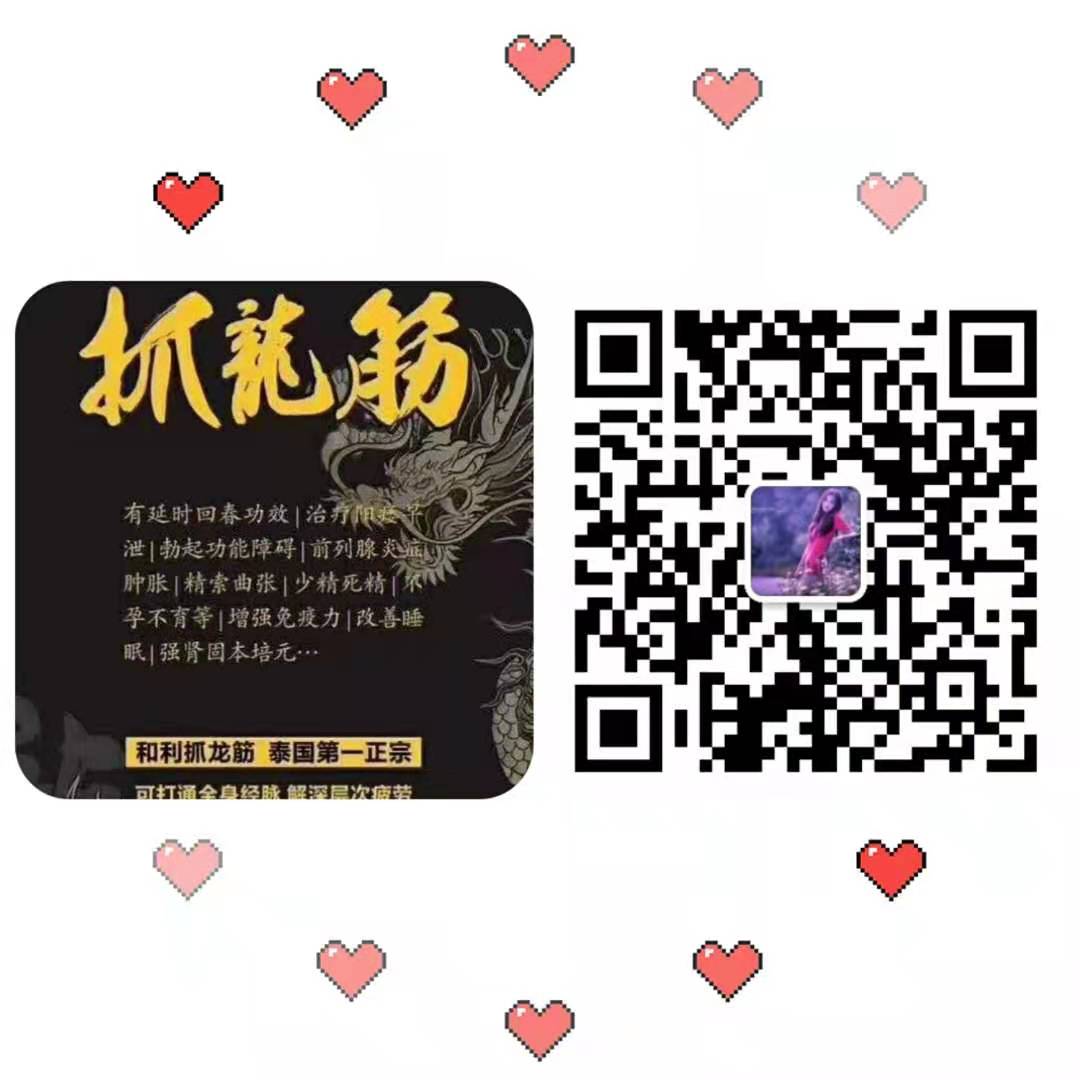 抓龍筋
有延时回春功效|治疗阳痿早
泄|勃起功能障碍|前列腺炎症
肿胀|精索曲张|少精死精|不
孕不育等|增强免疫力|改善睡
眠|强肾固本培元…
和利抓龙筋 泰国第一正宗
可打通全身经脉 解深层次疲劳